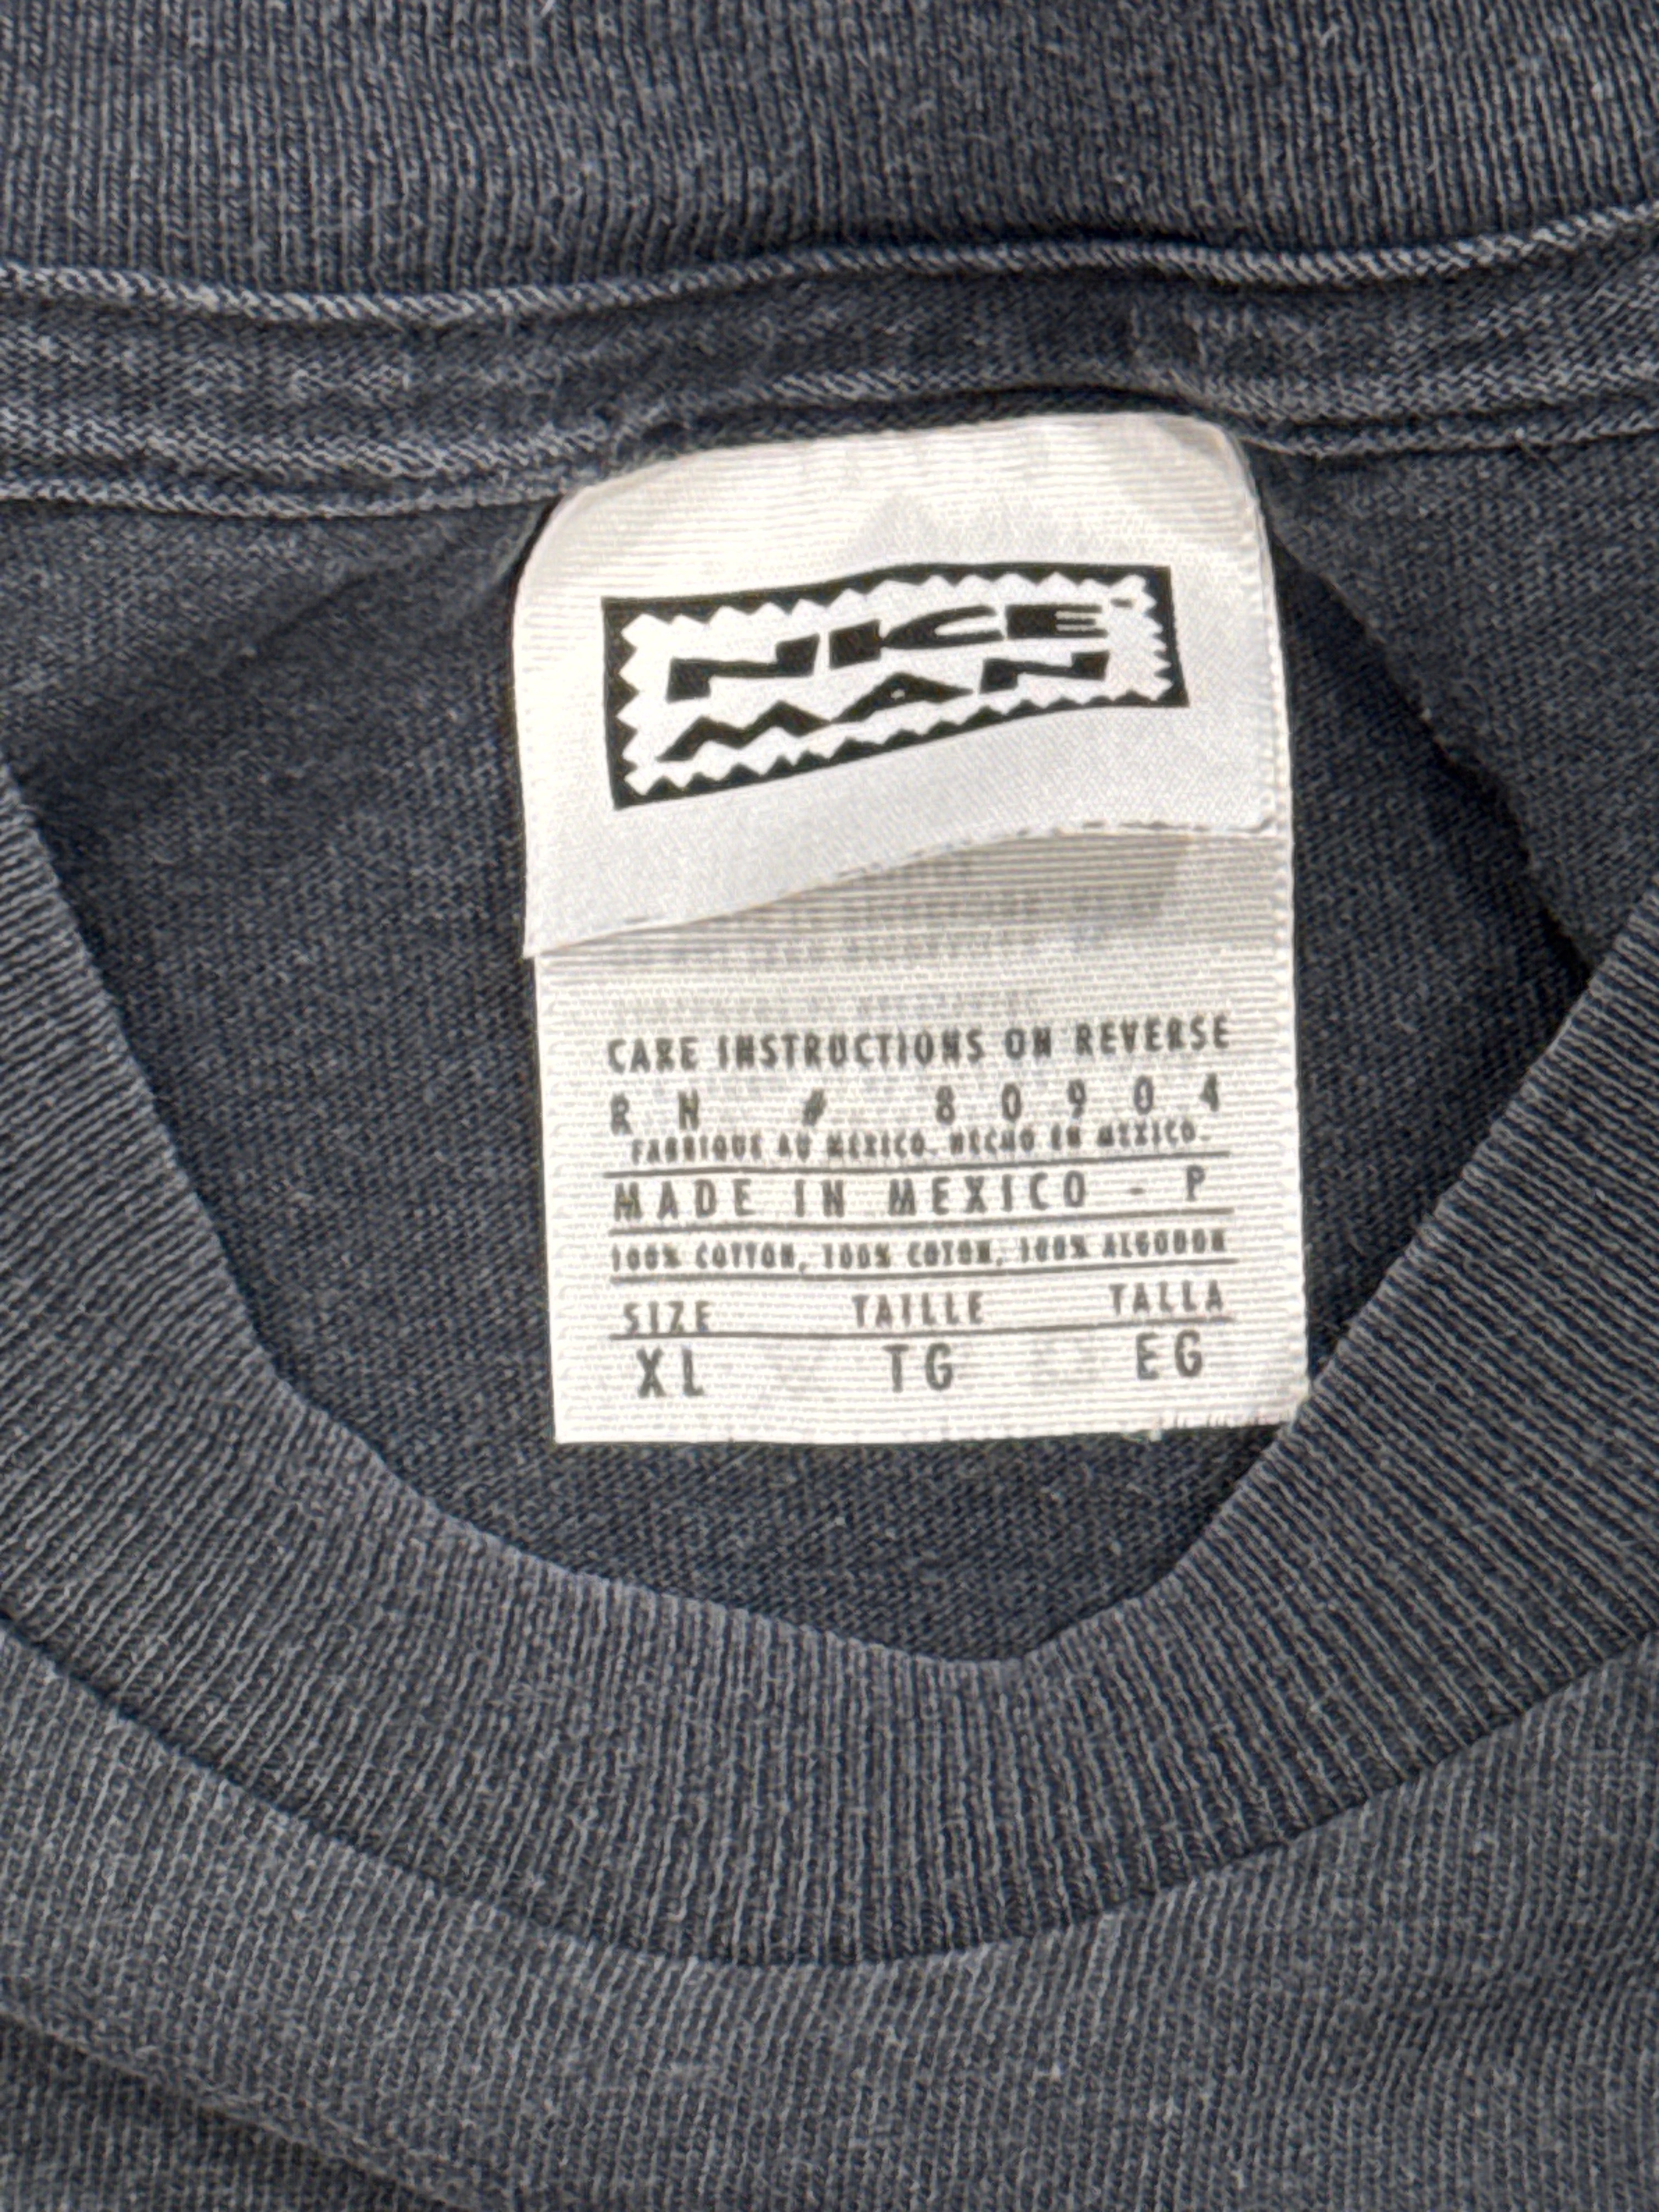 NICE
MAN
CARE INSTRUCTIONS ON REVERSE
RN # 80904
FABRIQUE AU MEXICO. HECHO EN MEXICO.
MADE IN MEXICO - P
100% COTTON, 100% COTON, 100% ALGODON
SIZE TAILLE TALLA
XL TG EG